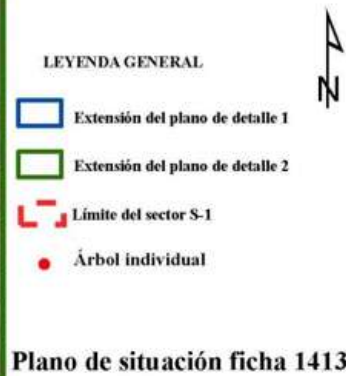 LEYENDA GENERAL
N
Extensión del plano de detalle 1
Extensión del plano de detalle 2
Límite del sector S-1
Árbol individual
Plano de situación ficha 1413